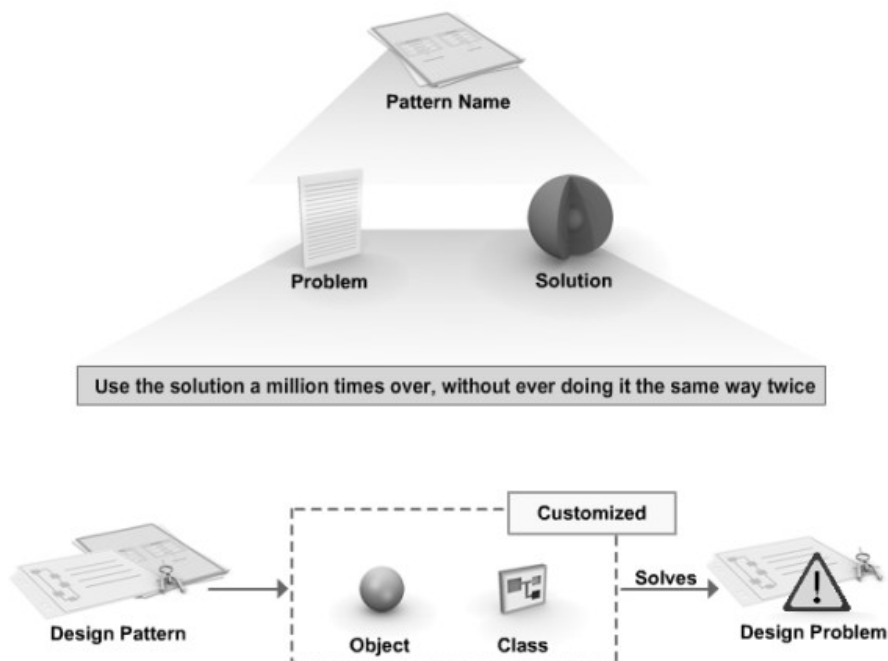 Pattern Name
Problem
Solution
Use the solution a million times over, without ever doing it the same way twice
Customized
Solves
Design Pattern
Object
Class
Design Problem